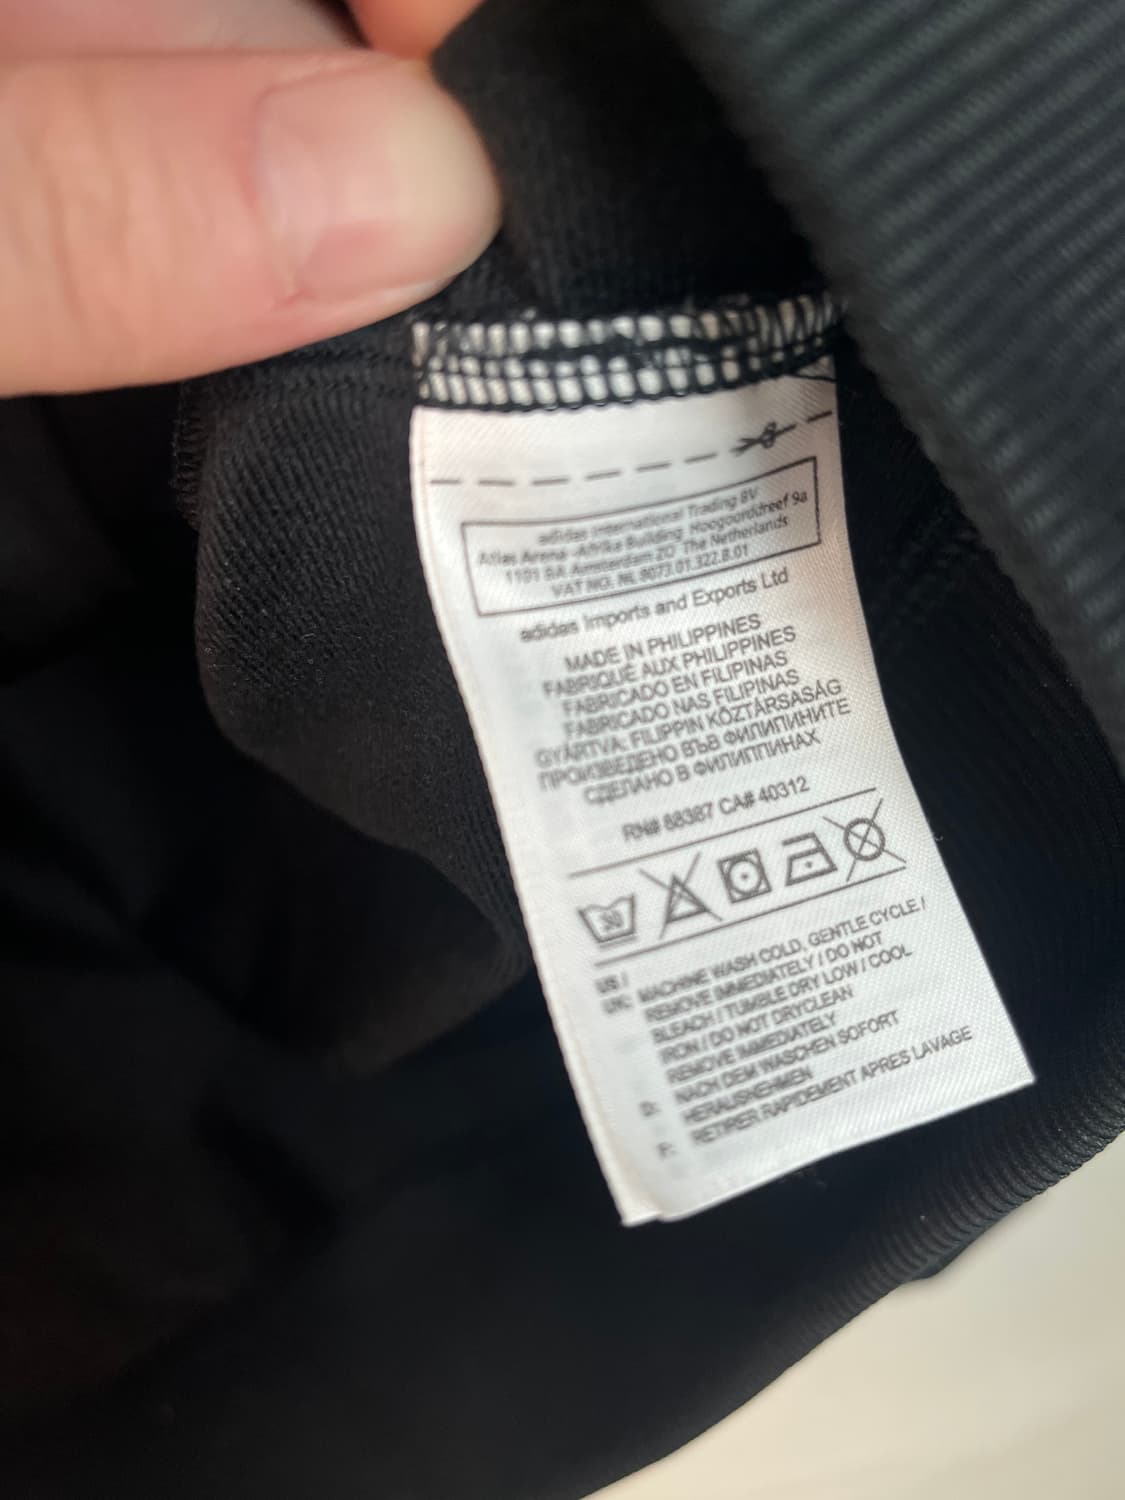 adidas International Trading BV
Atlas Arena -Afrika Building Hoogoorddreef 9a
1101 BA Amsterdam ZO The Netherlands
VAT NO. NL 8073.01.322.B.01
adidas Imports and Exports Ltd
MADE IN PHILIPPINES
FABRIQUÉ AUX PHILIPPINES
FABRICADO EN FILIPINAS
FABRICADO NAS FILIPINAS
GYÁRTVA: FILIPPIN KÖZTÁRSASÁG
ПРОИЗВЕДЕНО ВЪВ ФИЛИПИНИТЕ
СДЕЛАНО В ФИЛИППИНАХ
RN# 88387 CA# 40312
US /
UK: MACHINE WASH COLD, GENTLE CYCLE /
REMOVE IMMEDIATELY / DO NOT
BLEACH / TUMBLE DRY LOW / COOL
IRON / DO NOT DRYCLEAN
REMOVE IMMEDIATELY
D: NACH DEM WASCHEN SOFORT
HERAUSNEHMEN
F: RETIRER RAPIDEMENT APRES LAVAGE